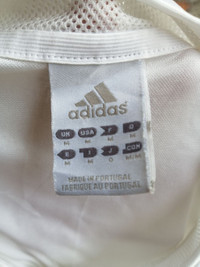 adidas
UK USA F D
M M M M
E I J CDN
M M O M/M
MADE IN PORTUGAL
FABRIQUE AU PORTUGAL